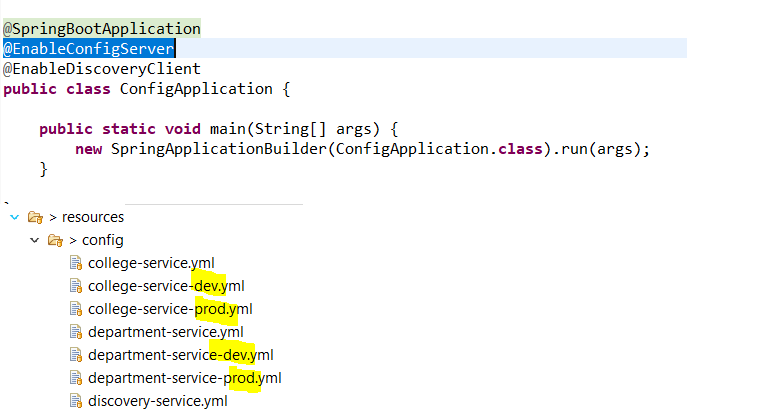 @SpringBootApplication
@EnableConfigServer
@EnableDiscoveryClient
public class ConfigApplication {
public static void main(String[] args) {
new SpringApplicationBuilder(ConfigApplication.class).run(args);
}
> resources
> config
college-service.yml
college-service-dev.yml
college-service-prod.yml
department-service.yml
department-service-dev.yml
department-service-prod.yml
discovery-service.yml